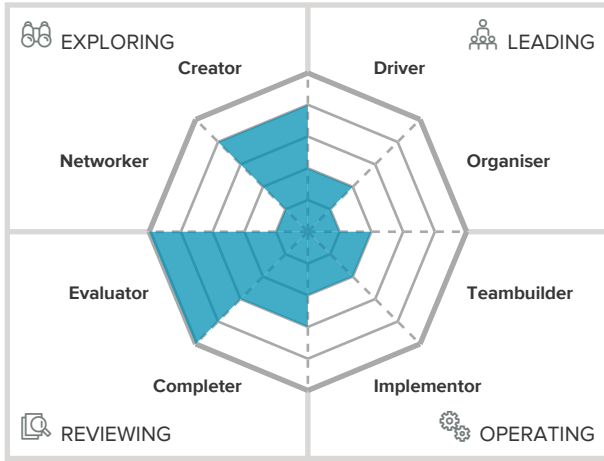 EXPLORING
LEADING
Creator
Driver
Networker
Organiser
Evaluator
Teambuilder
Completer
Implementor
REVIEWING
OPERATING